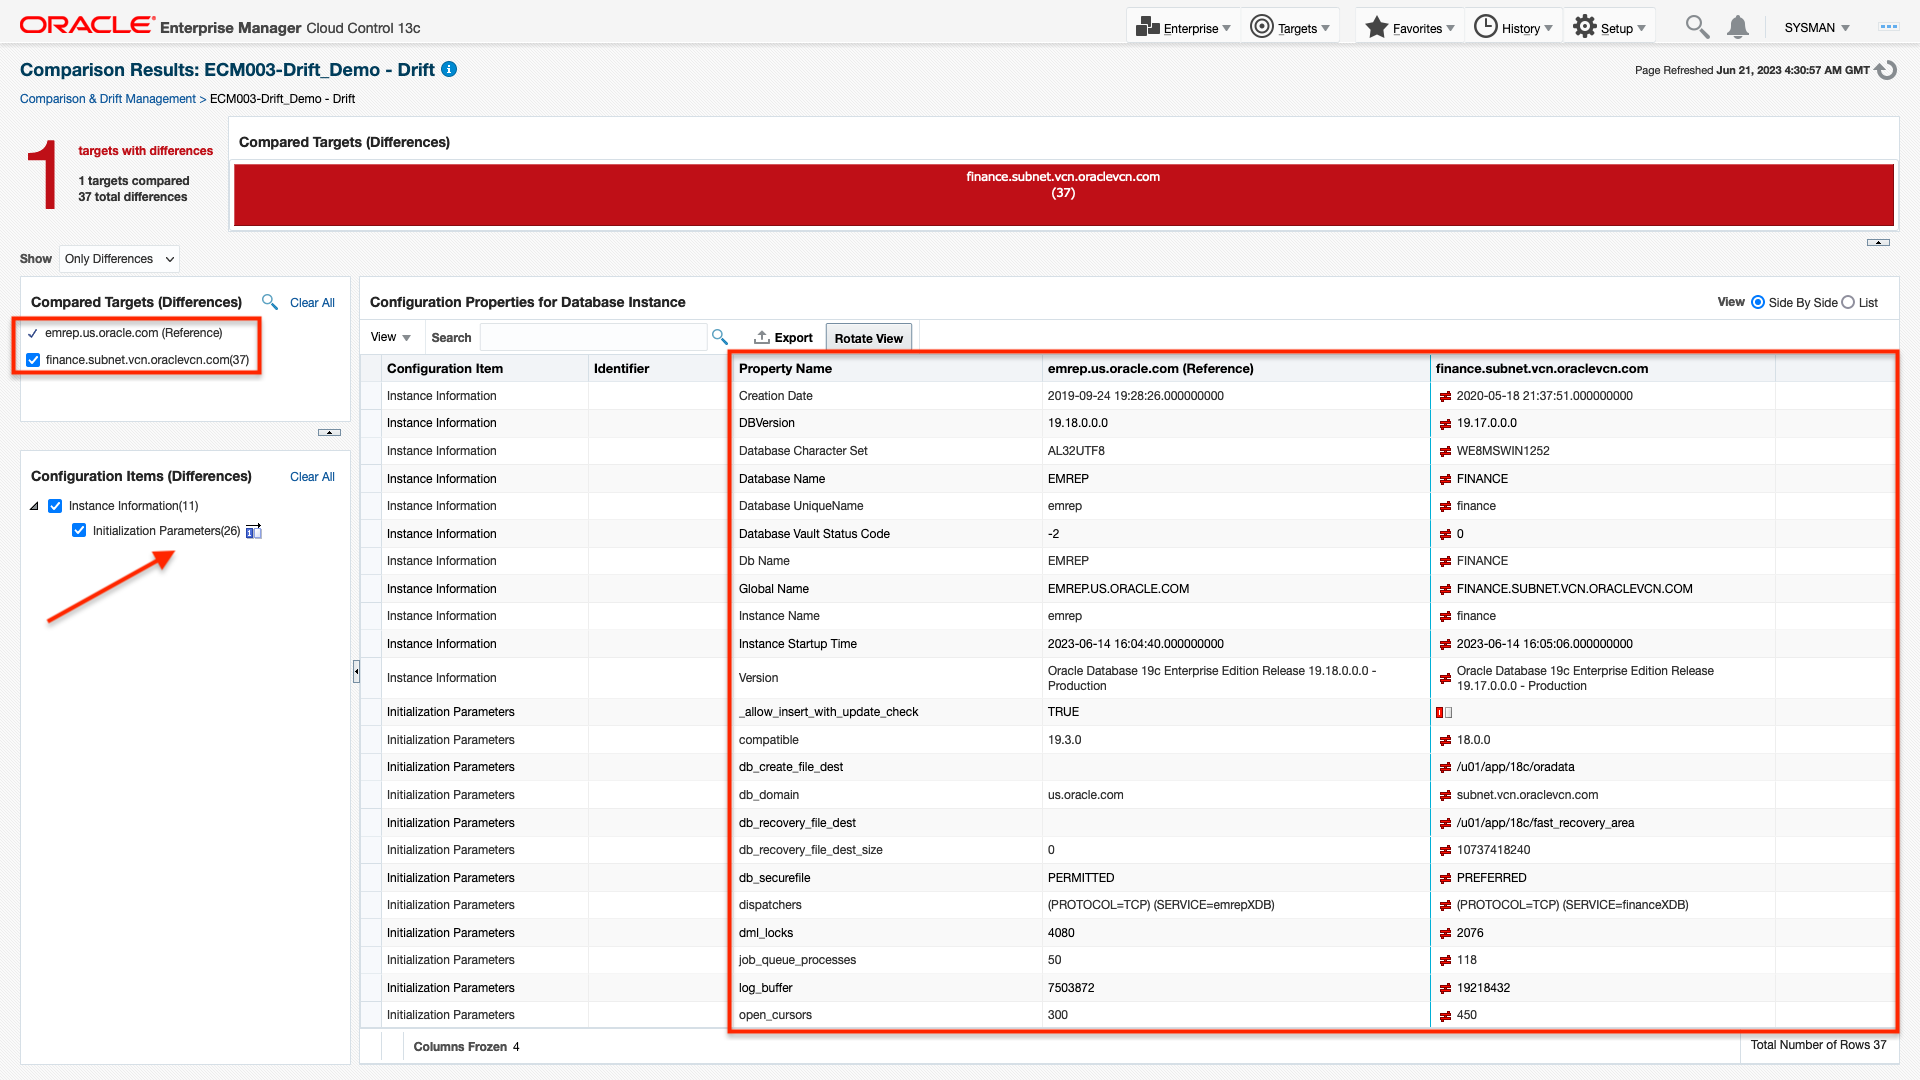 ORACLE® Enterprise Manager Cloud Control 13c
Enterprise
Targets
Favorites
History
Setup
SYSMAN
Comparison Results: ECM003-Drift_Demo - Drift
Page Refreshed Jun 21, 2023 4:30:57 AM GMT
Comparison & Drift Management > ECM003-Drift_Demo - Drift
1
targets with differences
1 targets compared
37 total differences
Compared Targets (Differences)
finance.subnet.vcn.oraclevcn.com
(37)
Show Only Differences
Compared Targets (Differences) Clear All
emrep.us.oracle.com (Reference)
finance.subnet.vcn.oraclevcn.com(37)
Configuration Items (Differences) Clear All
Instance Information(11)
Initialization Parameters(26)
Configuration Properties for Database Instance
View Side By Side List
View Search Export Rotate View
Configuration Item Identifier Property Name emrep.us.oracle.com (Reference) finance.subnet.vcn.oraclevcn.com
Instance Information Creation Date 2019-09-24 19:28:26.000000000 2020-05-18 21:37:51.000000000
Instance Information DBVersion 19.18.0.0.0 19.17.0.0.0
Instance Information Database Character Set AL32UTF8 WE8MSWIN1252
Instance Information Database Name EMREP FINANCE
Instance Information Database UniqueName emrep finance
Instance Information Database Vault Status Code -2 0
Instance Information Db Name EMREP FINANCE
Instance Information Global Name EMREP.US.ORACLE.COM FINANCE.SUBNET.VCN.ORACLEVCN.COM
Instance Information Instance Name emrep finance
Instance Information Instance Startup Time 2023-06-14 16:04:40.000000000 2023-06-14 16:05:06.000000000
Instance Information Version Oracle Database 19c Enterprise Edition Release 19.18.0.0.0 - Production Oracle Database 19c Enterprise Edition Release 19.17.0.0.0 - Production
Initialization Parameters _allow_insert_with_update_check TRUE
Initialization Parameters compatible 19.3.0 18.0.0
Initialization Parameters db_create_file_dest /u01/app/18c/oradata
Initialization Parameters db_domain us.oracle.com subnet.vcn.oraclevcn.com
Initialization Parameters db_recovery_file_dest /u01/app/18c/fast_recovery_area
Initialization Parameters db_recovery_file_dest_size 0 10737418240
Initialization Parameters db_securefile PERMITTED PREFERRED
Initialization Parameters dispatchers (PROTOCOL=TCP) (SERVICE=emrepXDB) (PROTOCOL=TCP) (SERVICE=financeXDB)
Initialization Parameters dml_locks 4080 2076
Initialization Parameters job_queue_processes 50 118
Initialization Parameters log_buffer 7503872 19218432
Initialization Parameters open_cursors 300 450
Columns Frozen 4
Total Number of Rows 37